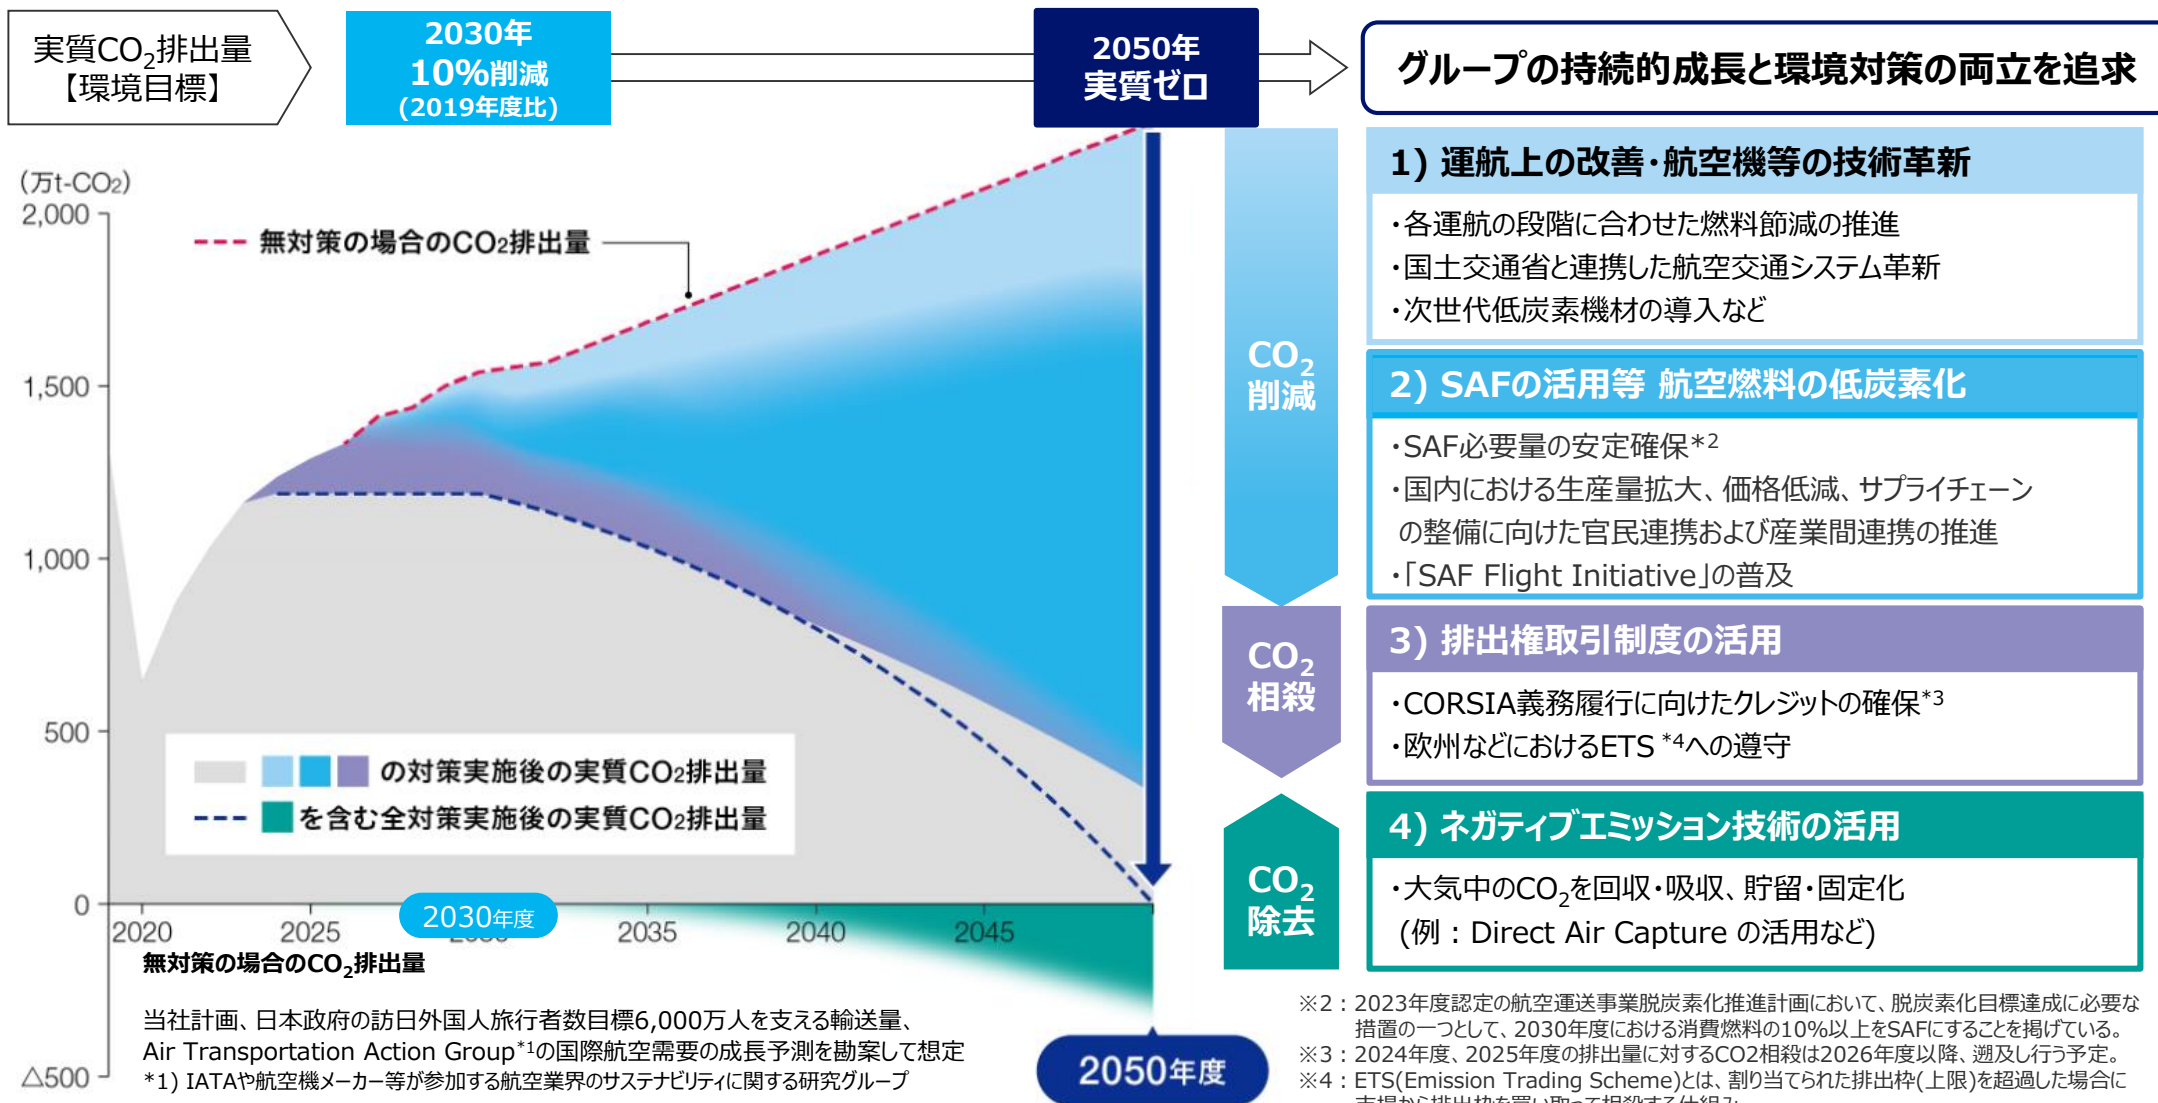 実質CO₂排出量
【環境目標】
2030年
10%削減
(2019年度比)
2050年
実質ゼロ
グループの持続的成長と環境対策の両立を追求
(万t-CO₂)
2,000
1,500
1,000
500
0
△500
無対策の場合のCO₂排出量
の対策実施後の実質CO₂排出量
を含む全対策実施後の実質CO₂排出量
2020
2025
2030年度
2035
2040
2045
2050年度
無対策の場合のCO₂排出量
当社計画、日本政府の訪日外国人旅行者数目標6,000万人を支える輸送量、
Air Transportation Action Group*1の国際航空需要の成長予測を勘案して想定
*1) IATAや航空機メーカー等が参加する航空業界のサステナビリティに関する研究グループ
CO₂
削減
1) 運航上の改善・航空機等の技術革新
・各運航の段階に合わせた燃料節減の推進
・国土交通省と連携した航空交通システム革新
・次世代低炭素機材の導入など
2) SAFの活用等 航空燃料の低炭素化
・SAF必要量の安定確保*2
・国内における生産量拡大、価格低減、サプライチェーン
の整備に向けた官民連携および産業間連携の推進
・「SAF Flight Initiative」の普及
CO₂
相殺
3) 排出権取引制度の活用
・CORSIA義務履行に向けたクレジットの確保*3
・欧州などにおけるETS *4への遵守
CO₂
除去
4) ネガティブエミッション技術の活用
・大気中のCO₂を回収・吸収、貯留・固定化
(例：Direct Air Capture の活用など)
※2：2023年度認定の航空運送事業脱炭素化推進計画において、脱炭素化目標達成に必要な
措置の一つとして、2030年度における消費燃料の10%以上をSAFにすることを掲げている。
※3：2024年度、2025年度の排出量に対するCO2相殺は2026年度以降、遡及し行う予定。
※4：ETS(Emission Trading Scheme)とは、割り当てられた排出枠(上限)を超過した場合に